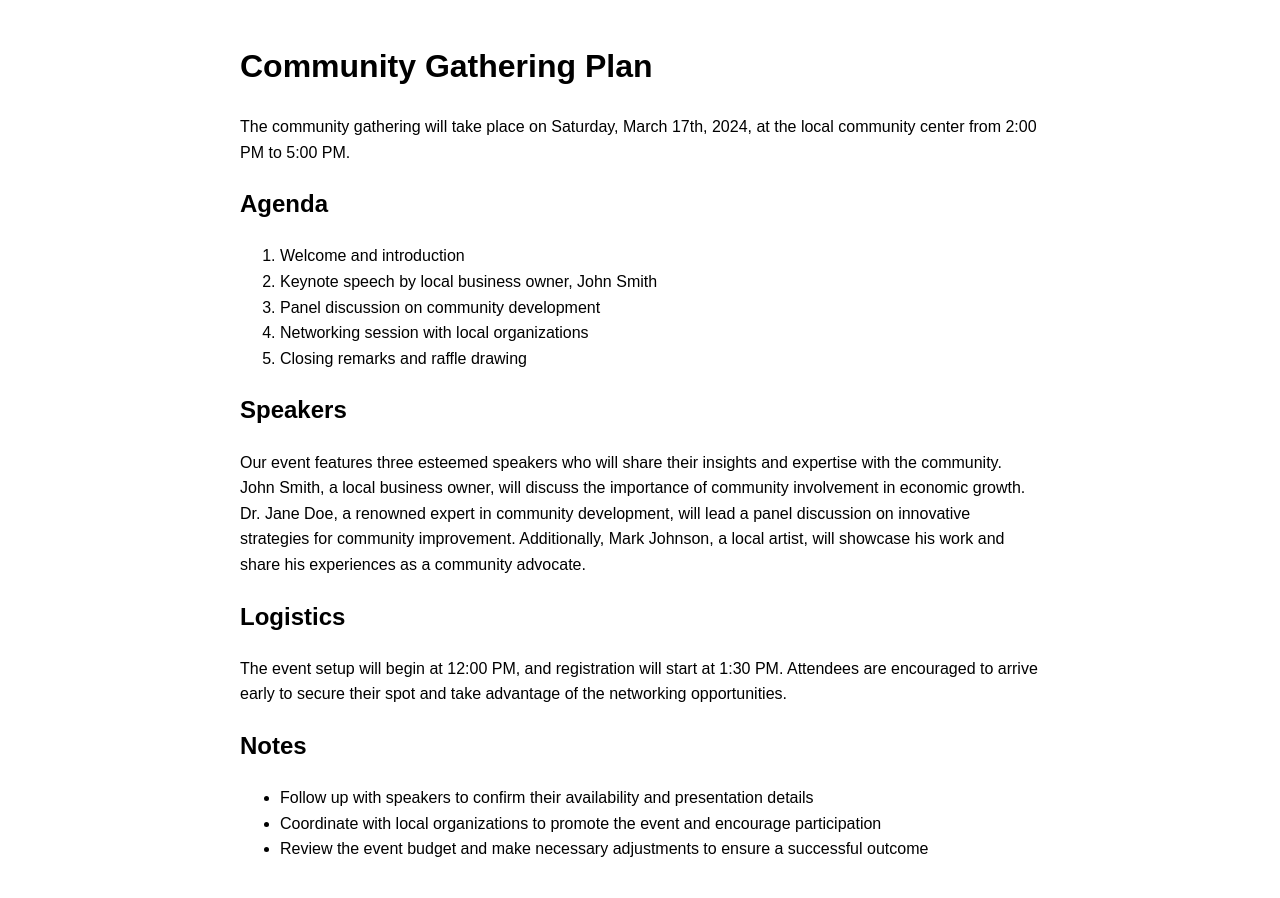 Community Gathering Plan
The community gathering will take place on Saturday, March 17th, 2024, at the local community center from 2:00
PM to 5:00 PM.
Agenda
1. Welcome and introduction
2. Keynote speech by local business owner, John Smith
3. Panel discussion on community development
4. Networking session with local organizations
5. Closing remarks and raffle drawing
Speakers
Our event features three esteemed speakers who will share their insights and expertise with the community.
John Smith, a local business owner, will discuss the importance of community involvement in economic growth.
Dr. Jane Doe, a renowned expert in community development, will lead a panel discussion on innovative
strategies for community improvement. Additionally, Mark Johnson, a local artist, will showcase his work and
share his experiences as a community advocate.
Logistics
The event setup will begin at 12:00 PM, and registration will start at 1:30 PM. Attendees are encouraged to arrive
early to secure their spot and take advantage of the networking opportunities.
Notes
• Follow up with speakers to confirm their availability and presentation details
• Coordinate with local organizations to promote the event and encourage participation
• Review the event budget and make necessary adjustments to ensure a successful outcome